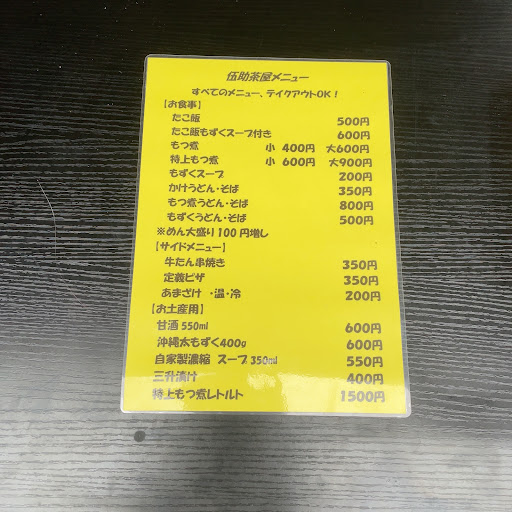 伍助茶屋メニュー
すべてのメニュー、テイクアウトOK！
【お食事】
たこ飯 500円
たこ飯もずくスープ付き 600円
もつ煮 小 400円 大600円
特上もつ煮 小 600円 大900円
もずくスープ 200円
かけうどん・そば 350円
もつ煮うどん・そば 800円
もずくうどん・そば 500円
※めん大盛り100円増し
【サイドメニュー】
牛たん串焼き 350円
定義ピザ 350円
あまざけ ・温・冷 200円
【お土産用】
甘酒550ml 600円
沖縄太もずく400g 600円
自家製濃縮 スープ350ml 550円
三升漬け 400円
特上もつ煮レトルト 1500円